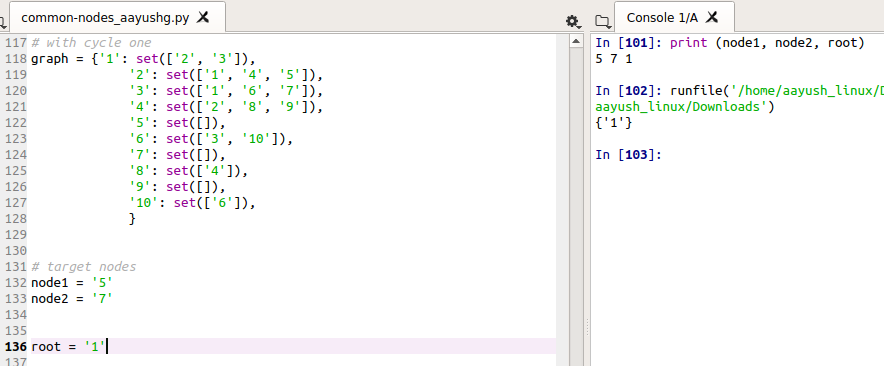 common-nodes_aayushg.py
117 # with cycle one
118 graph = {'1': set(['2', '3']),
119 '2': set(['1', '4', '5']),
120 '3': set(['1', '6', '7']),
121 '4': set(['2', '8', '9']),
122 '5': set([]),
123 '6': set(['3', '10']),
124 '7': set([]),
125 '8': set(['4']),
126 '9': set([]),
127 '10': set(['6']),
128 }
129
130
131 # target nodes
132 node1 = '5'
133 node2 = '7'
134
135
136 root = '1'
137
Console 1/A
In [101]: print (node1, node2, root)
5 7 1
In [102]: runfile('/home/aayush_linux/D
aayush_linux/Downloads')
{'1'}
In [103]: